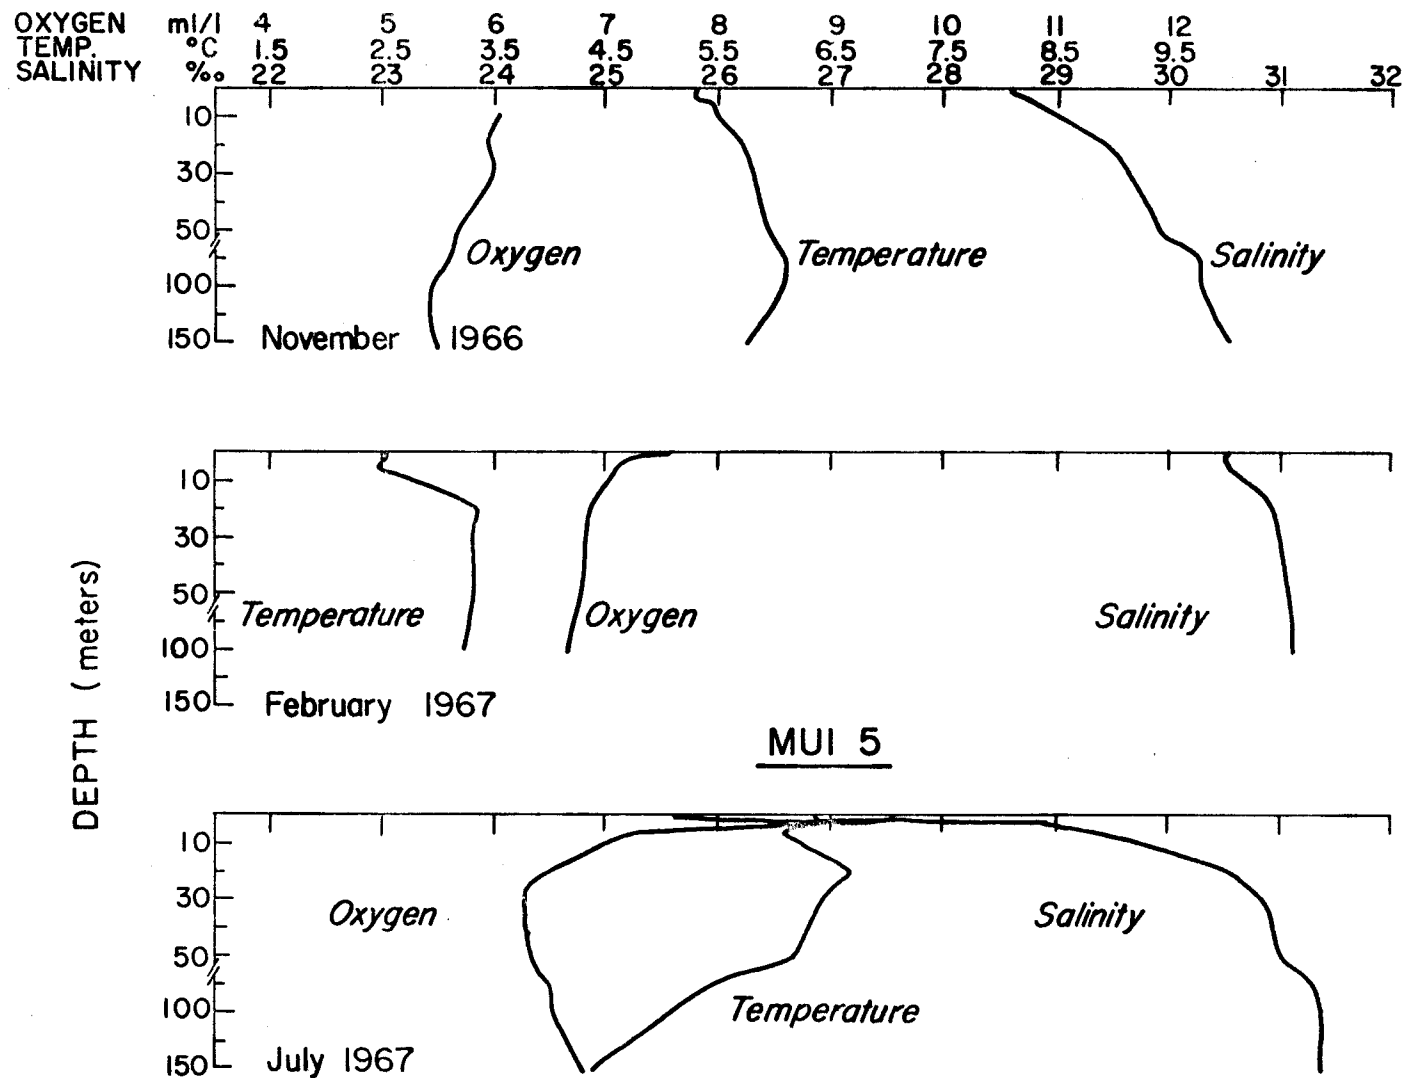 OXYGEN ml/l 4 5 6 7 8 9 10 11 12
TEMP. °C 1.5 2.5 3.5 4.5 5.5 6.5 7.5 8.5 9.5
SALINITY ‰ 22 23 24 25 26 27 28 29 30 31 32
10
30
50
Oxygen Temperature Salinity
100
150 November 1966
10
30
50
Temperature Oxygen Salinity
100
150 February 1967
MUI 5
DEPTH (meters)
10
30
Oxygen Salinity
50
100 Temperature
150 July 1967